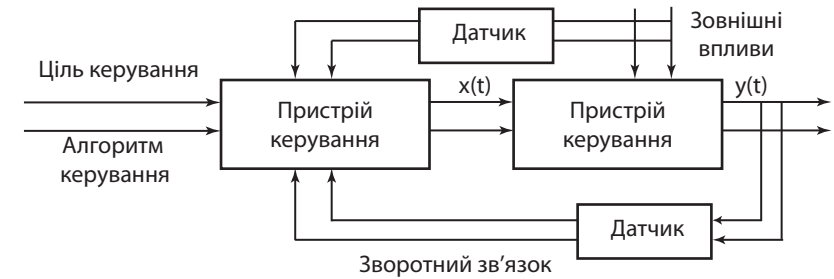 Датчик
Зовнішні
впливи
Ціль керування
x(t)
y(t)
Пристрій
керування
Пристрій
керування
Алгоритм
керування
Датчик
Зворотний зв'язок